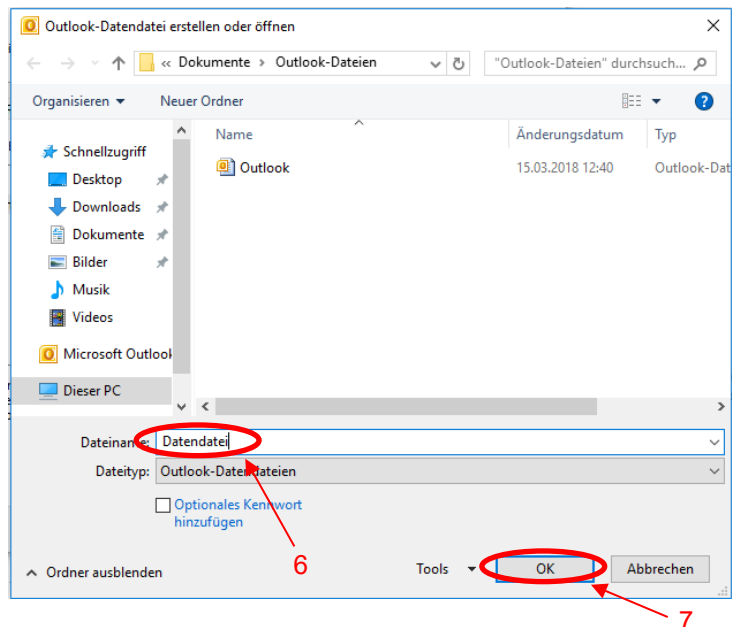 Outlook-Datendatei erstellen oder öffnen
« Dokumente > Outlook-Dateien
"Outlook-Dateien" durchsuch...
Organisieren
Neuer Ordner
Name
Änderungsdatum
Typ
Schnellzugriff
Outlook
15.03.2018 12:40
Outlook-Dat
Desktop
Downloads
Dokumente
Bilder
Musik
Videos
Microsoft Outlook
Dieser PC
Dateiname: Datendatei
Dateityp: Outlook-Datendateien
Optionales Kennwort
hinzufügen
6
Ordner ausblenden
Tools
OK
Abbrechen
7